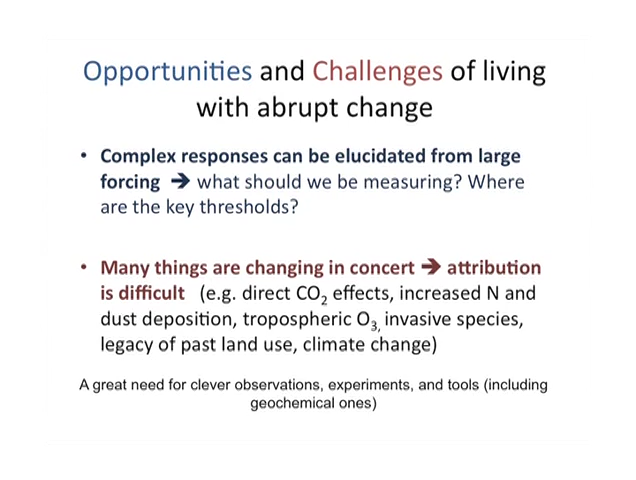 Opportunities and Challenges of living
with abrupt change
• Complex responses can be elucidated from large
forcing ➔ what should we be measuring? Where
are the key thresholds?
• Many things are changing in concert ➔ attribution
is difficult (e.g. direct CO₂ effects, increased N and
dust deposition, tropospheric O₃, invasive species,
legacy of past land use, climate change)
A great need for clever observations, experiments, and tools (including
geochemical ones)